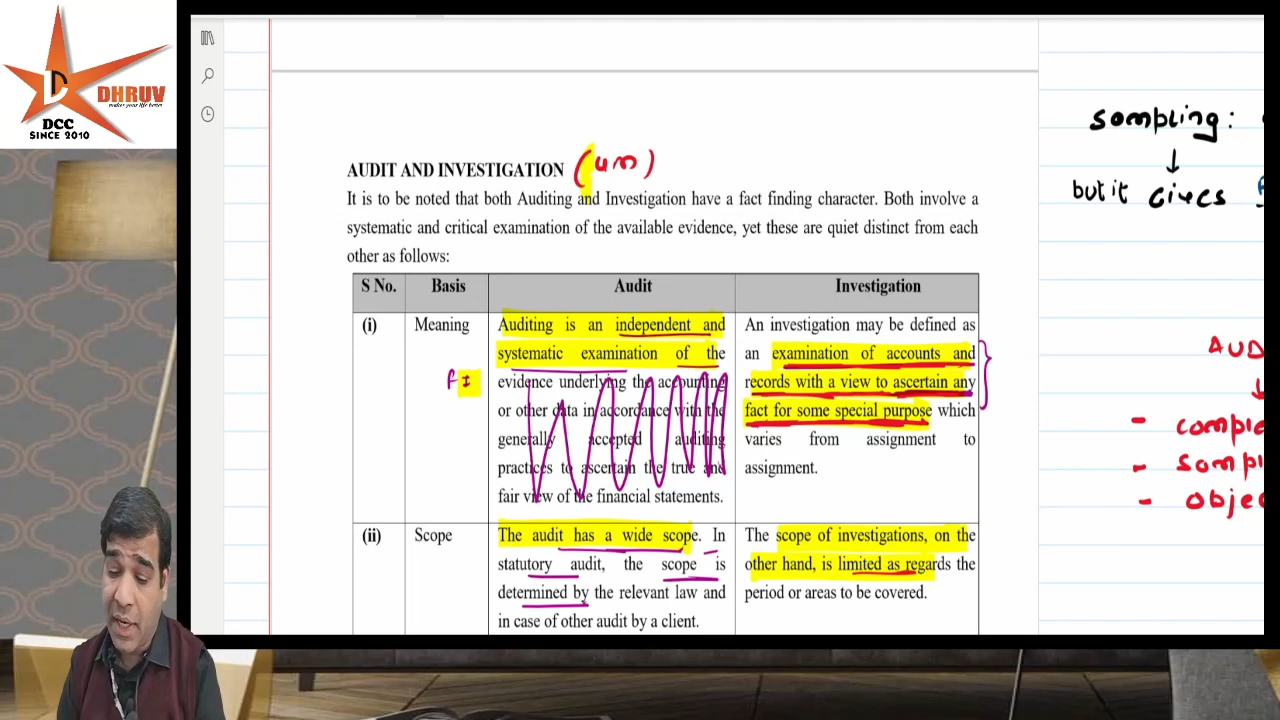 D
DHRUV
make your life better
DCC
SINCE 2010
AUDIT AND INVESTIGATION (4m)
It is to be noted that both Auditing and Investigation have a fact finding character. Both involve a
systematic and critical examination of the available evidence, yet these are quiet distinct from each
other as follows:
S No. Basis Audit Investigation
(i) Meaning
Auditing is an independent and
systematic examination of the
evidence underlying the accounting
or other data in accordance with the
generally accepted auditing
practices to ascertain the true and
fair view of the financial statements.
An investigation may be defined as
an examination of accounts and
records with a view to ascertain any
fact for some special purpose which
varies from assignment to
assignment.
(ii) Scope
The audit has a wide scope. In
statutory audit, the scope is
determined by the relevant law and
in case of other audit by a client.
The scope of investigations, on the
other hand, is limited as regards the
period or areas to be covered.
sampling:
but it gives
AUD
- comple
- sampl
- objec